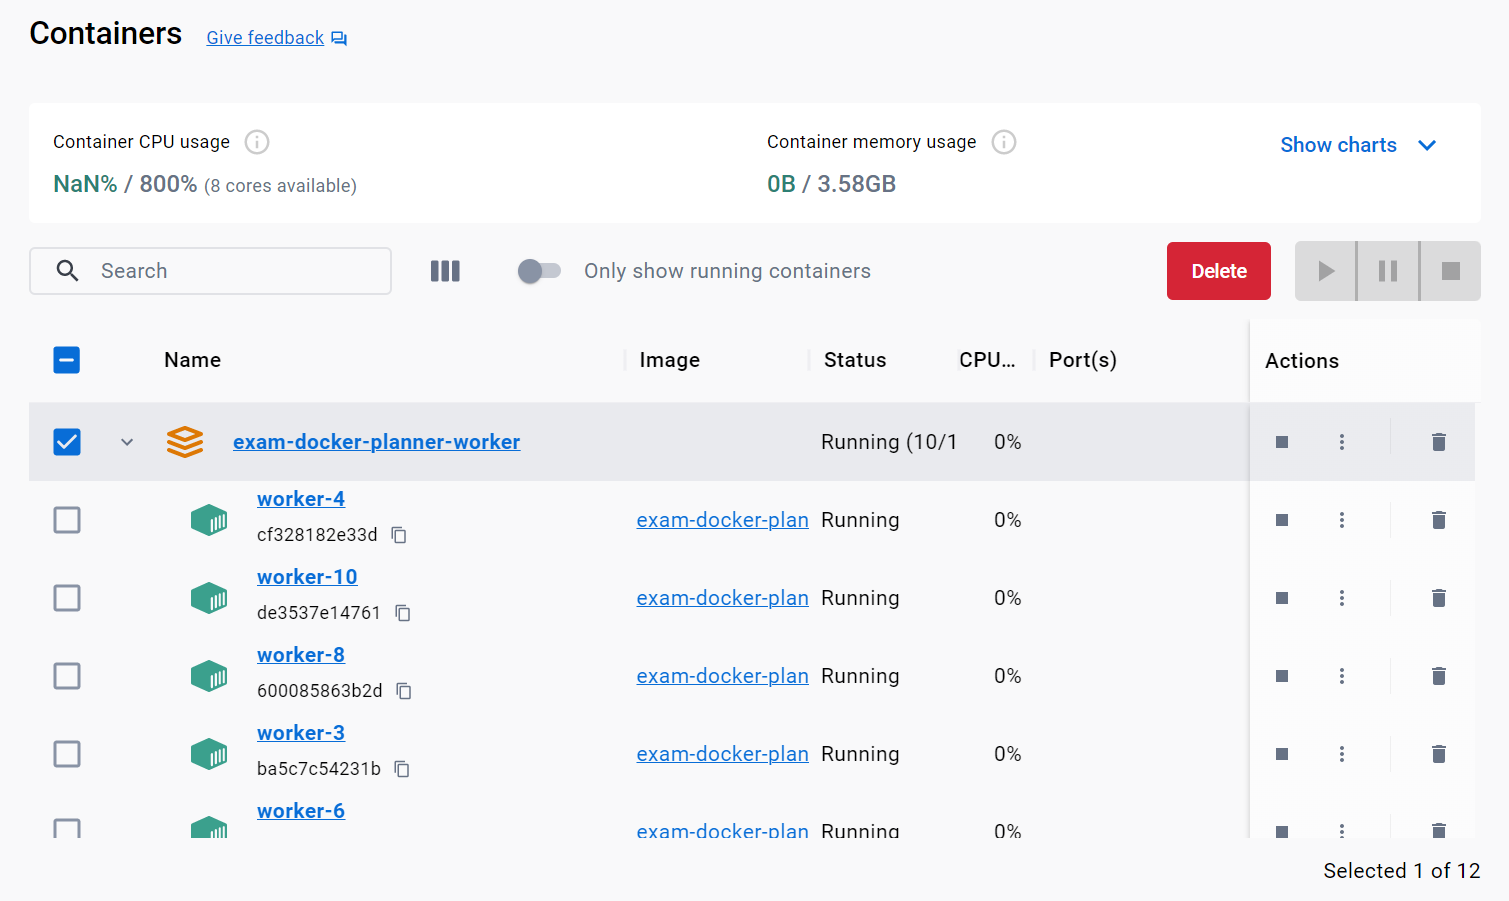 Containers Give feedback
Container CPU usage
NaN% / 800% (8 cores available)
Container memory usage
0B / 3.58GB
Show charts
Search
Only show running containers
Delete
Name Image Status CPU... Port(s) Actions
exam-docker-planner-worker Running (10/1 0%
worker-4
cf328182e33d
exam-docker-plan Running 0%
worker-10
de3537e14761
exam-docker-plan Running 0%
worker-8
600085863b2d
exam-docker-plan Running 0%
worker-3
ba5c7c54231b
exam-docker-plan Running 0%
worker-6
exam-docker-plan Running 0%
Selected 1 of 12